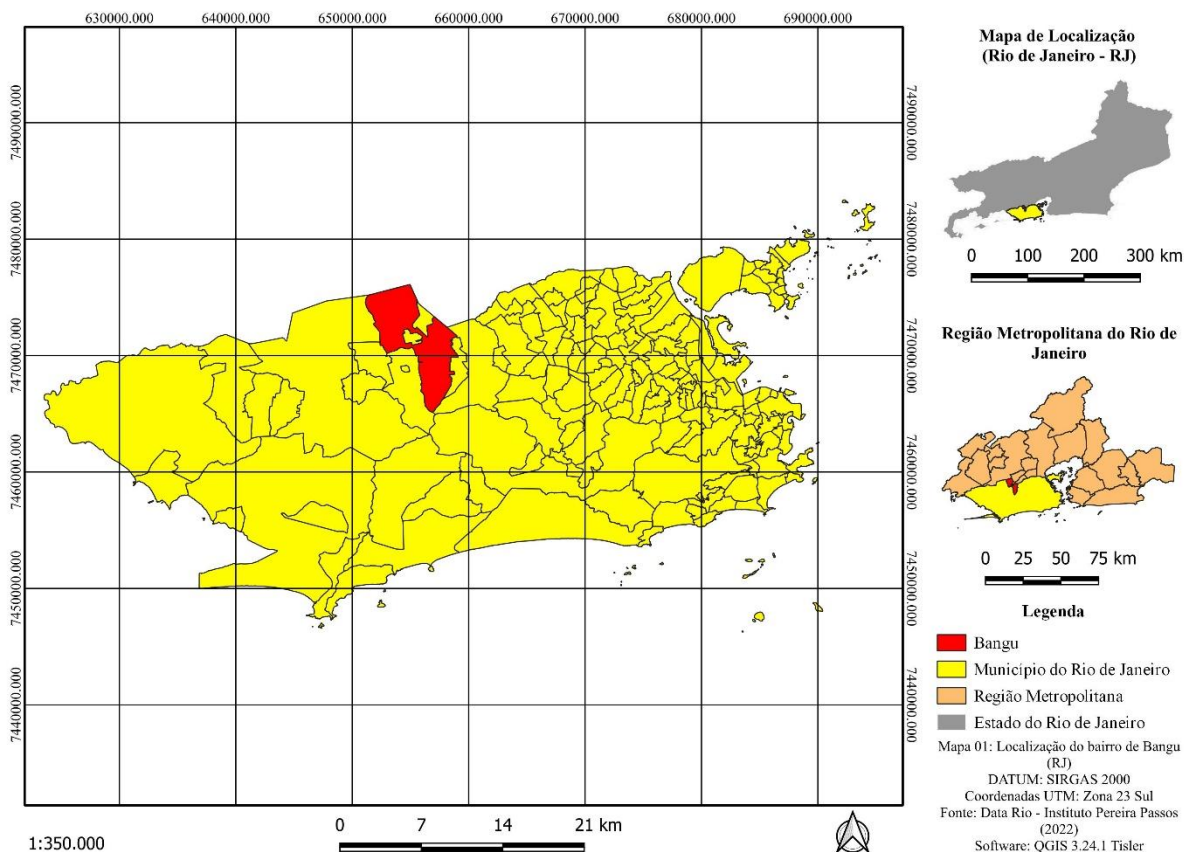 630000.000 640000.000 650000.000 660000.000 670000.000 680000.000 690000.000
7490000.000 7480000.000 7470000.000 7460000.000 7450000.000 7440000.000
7490000.000 7480000.000 7470000.000 7460000.000 7450000.000 7440000.000
1:350.000
0 7 14 21 km
Mapa de Localização
(Rio de Janeiro - RJ)
0 100 200 300 km
Região Metropolitana do Rio de
Janeiro
0 25 50 75 km
Legenda
Bangu
Município do Rio de Janeiro
Região Metropolitana
Estado do Rio de Janeiro
Mapa 01: Localização do bairro de Bangu
(RJ)
DATUM: SIRGAS 2000
Coordenadas UTM: Zona 23 Sul
Fonte: Data Rio - Instituto Pereira Passos
(2022)
Software: QGIS 3.24.1 Tisler